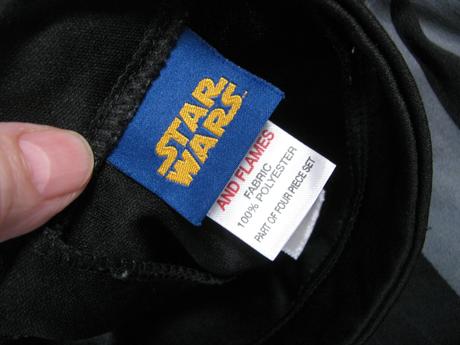 STAR
WARS
AND FLAMES
FABRIC
100% POLYESTER
PART OF FOUR PIECE SET